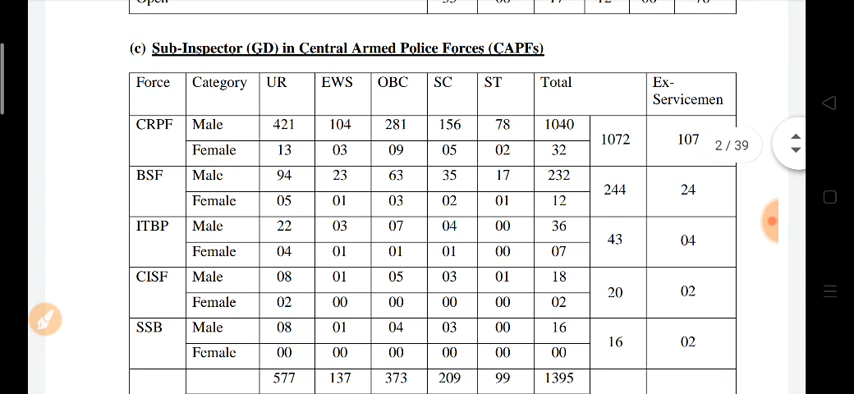 (c) Sub-Inspector (GD) in Central Armed Police Forces (CAPFs)
Force Category UR EWS OBC SC ST Total Ex-Servicemen
CRPF Male 421 104 281 156 78 1040 1072 107
Female 13 03 09 05 02 32
BSF Male 94 23 63 35 17 232 244 24
Female 05 01 03 02 01 12
ITBP Male 22 03 07 04 00 36 43 04
Female 04 01 01 01 00 07
CISF Male 08 01 05 03 01 18 20 02
Female 02 00 00 00 00 02
SSB Male 08 01 04 03 00 16 16 02
Female 00 00 00 00 00 00
577 137 373 209 99 1395
2 / 39